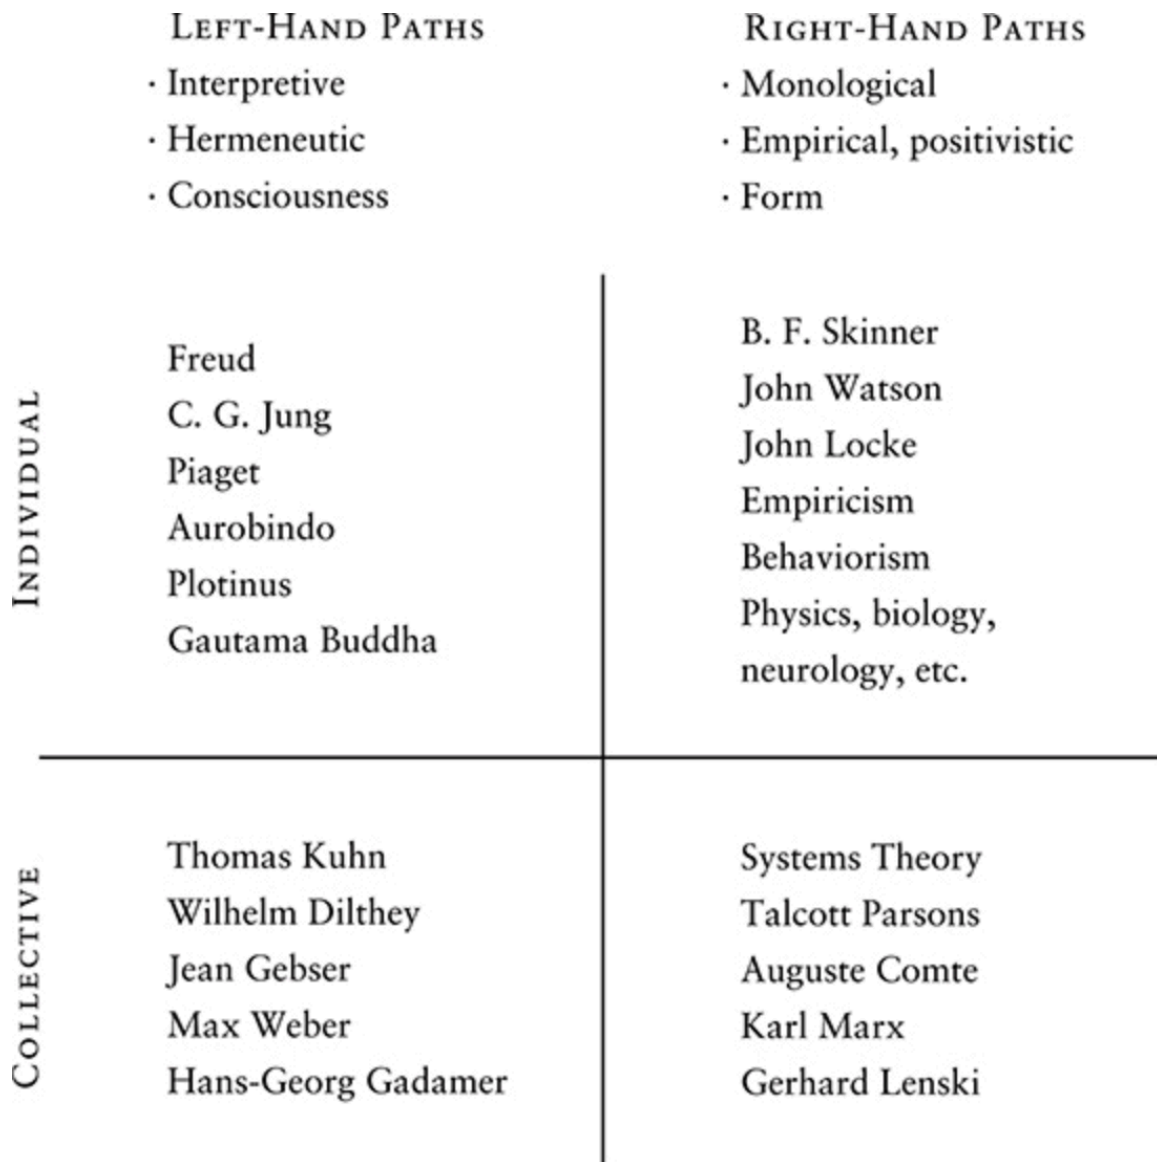 LEFT-HAND PATHS
· Interpretive
· Hermeneutic
· Consciousness
RIGHT-HAND PATHS
· Monological
· Empirical, positivistic
· Form
INDIVIDUAL
Freud
C. G. Jung
Piaget
Aurobindo
Plotinus
Gautama Buddha
B. F. Skinner
John Watson
John Locke
Empiricism
Behaviorism
Physics, biology,
neurology, etc.
COLLECTIVE
Thomas Kuhn
Wilhelm Dilthey
Jean Gebser
Max Weber
Hans-Georg Gadamer
Systems Theory
Talcott Parsons
Auguste Comte
Karl Marx
Gerhard Lenski